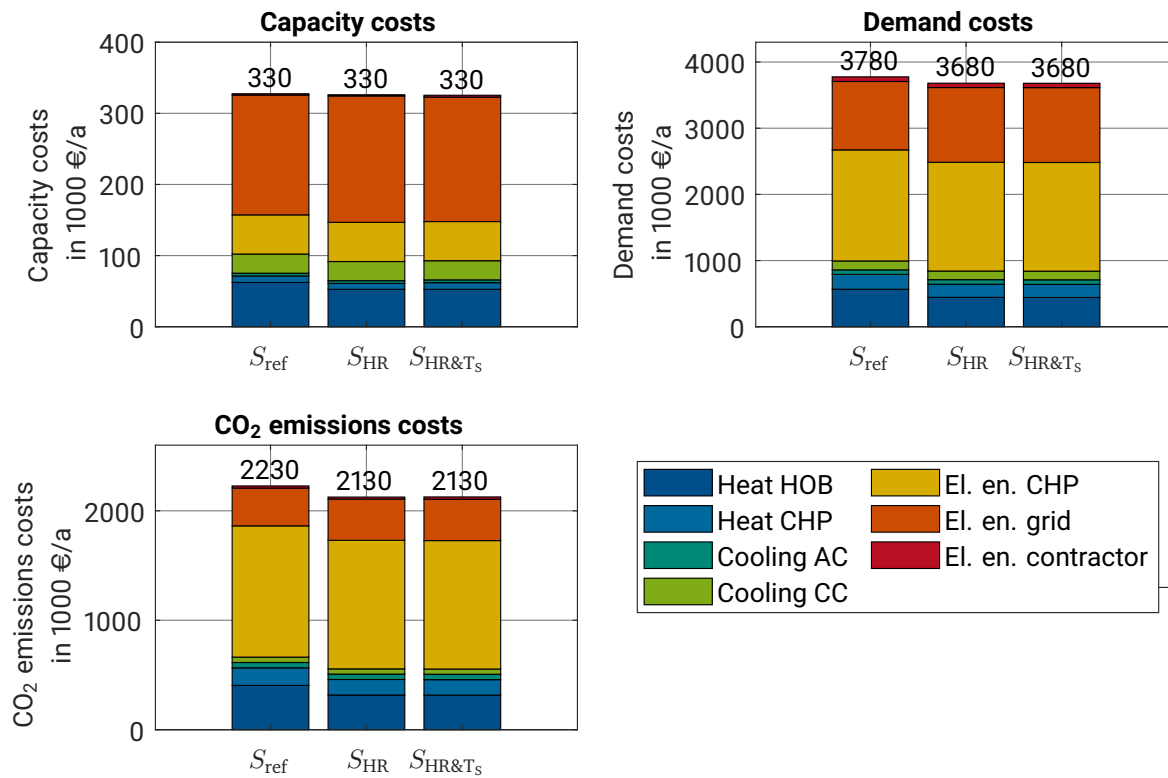 Capacity costs
400
300
200
100
0
Capacity costs
in 1000 €/a
330
330
330
S_ref
S_HR
S_HR&T_S
Demand costs
4000
3000
2000
1000
0
Demand costs
in 1000 €/a
3780
3680
3680
S_ref
S_HR
S_HR&T_S
CO₂ emissions costs
2000
1000
0
CO₂ emissions costs
in 1000 €/a
2230
2130
2130
S_ref
S_HR
S_HR&T_S
Heat HOB
Heat CHP
Cooling AC
Cooling CC
El. en. CHP
El. en. grid
El. en. contractor